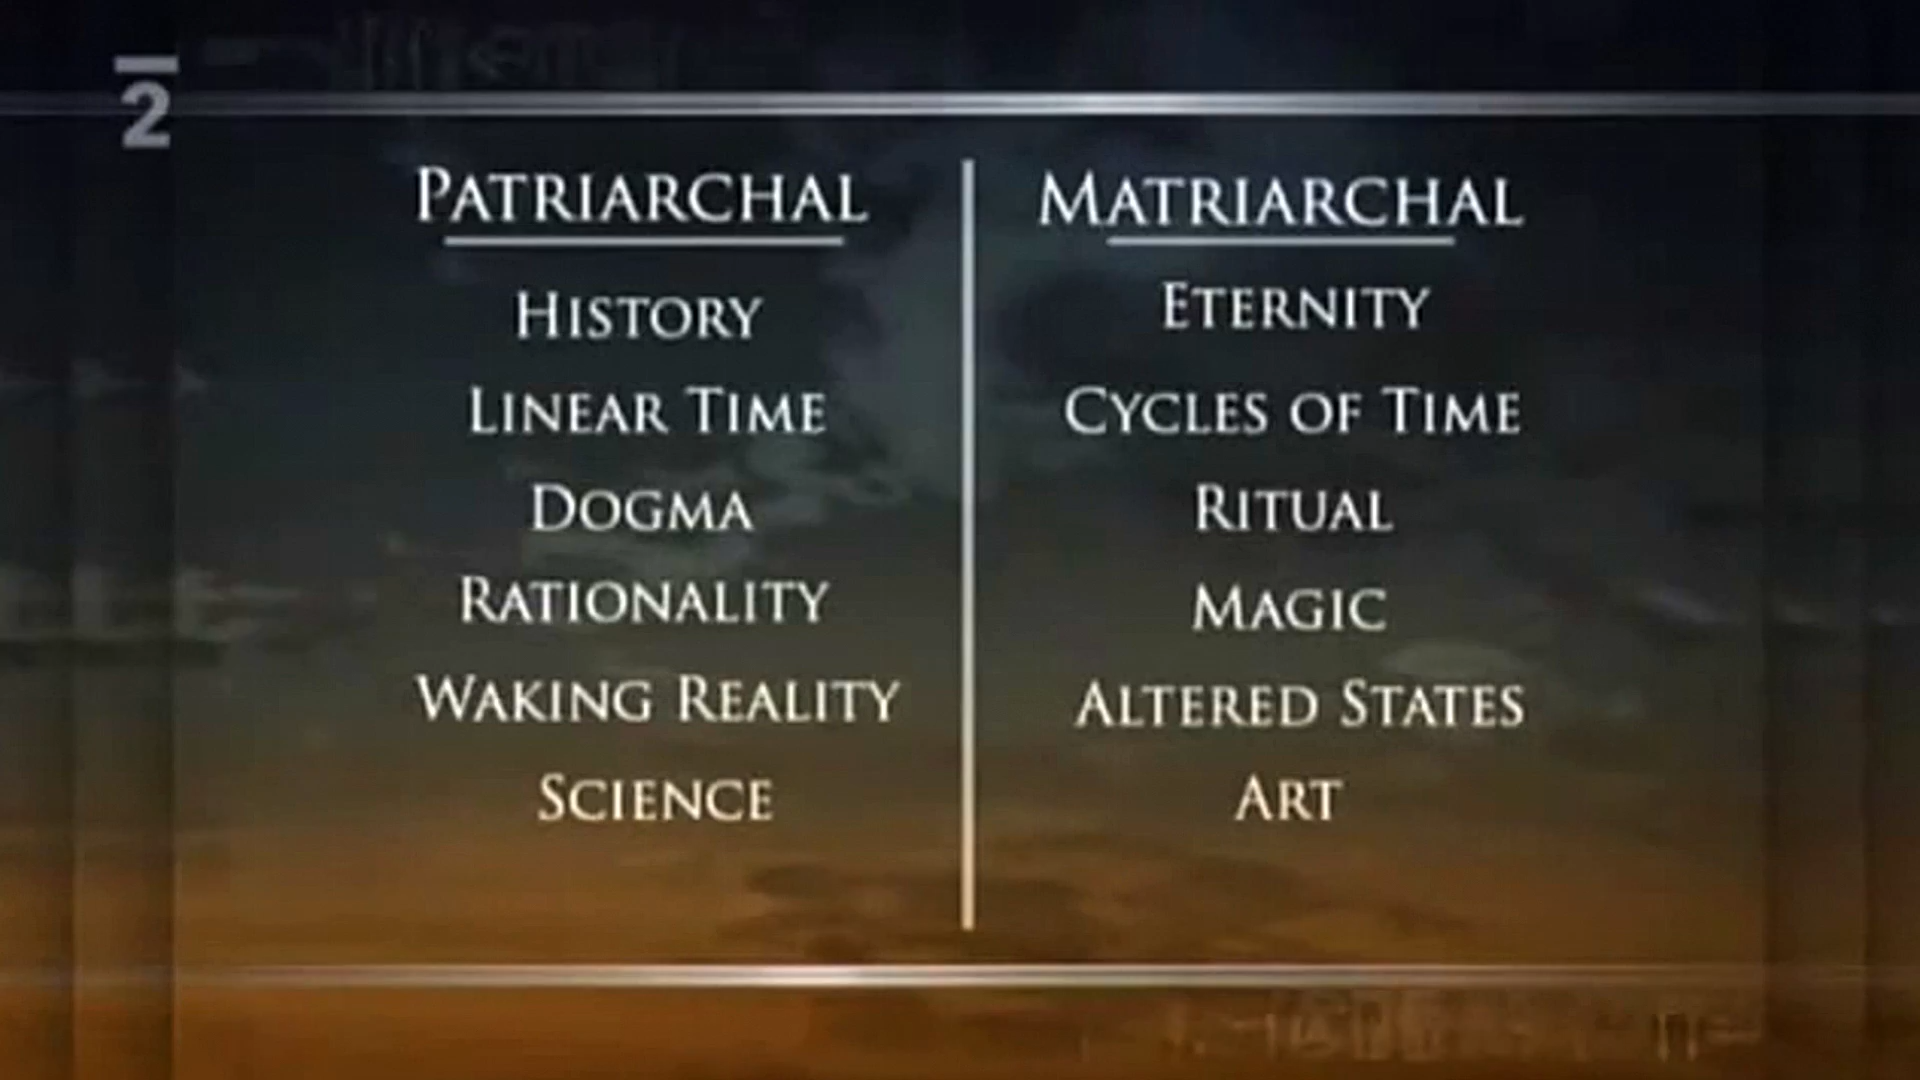 2
PATRIARCHAL
HISTORY
LINEAR TIME
DOGMA
RATIONALITY
WAKING REALITY
SCIENCE
MATRIARCHAL
ETERNITY
CYCLES OF TIME
RITUAL
MAGIC
ALTERED STATES
ART